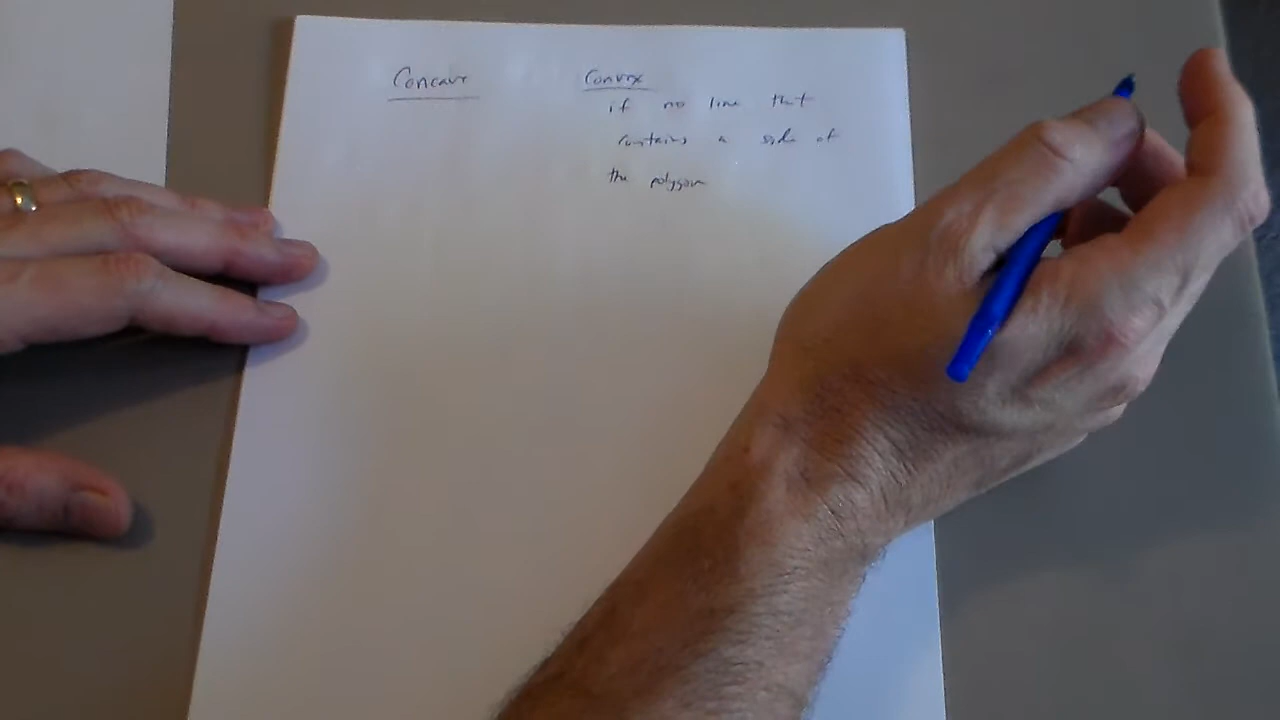 Concave
Convex
if no line that
contains a side of
the polygon